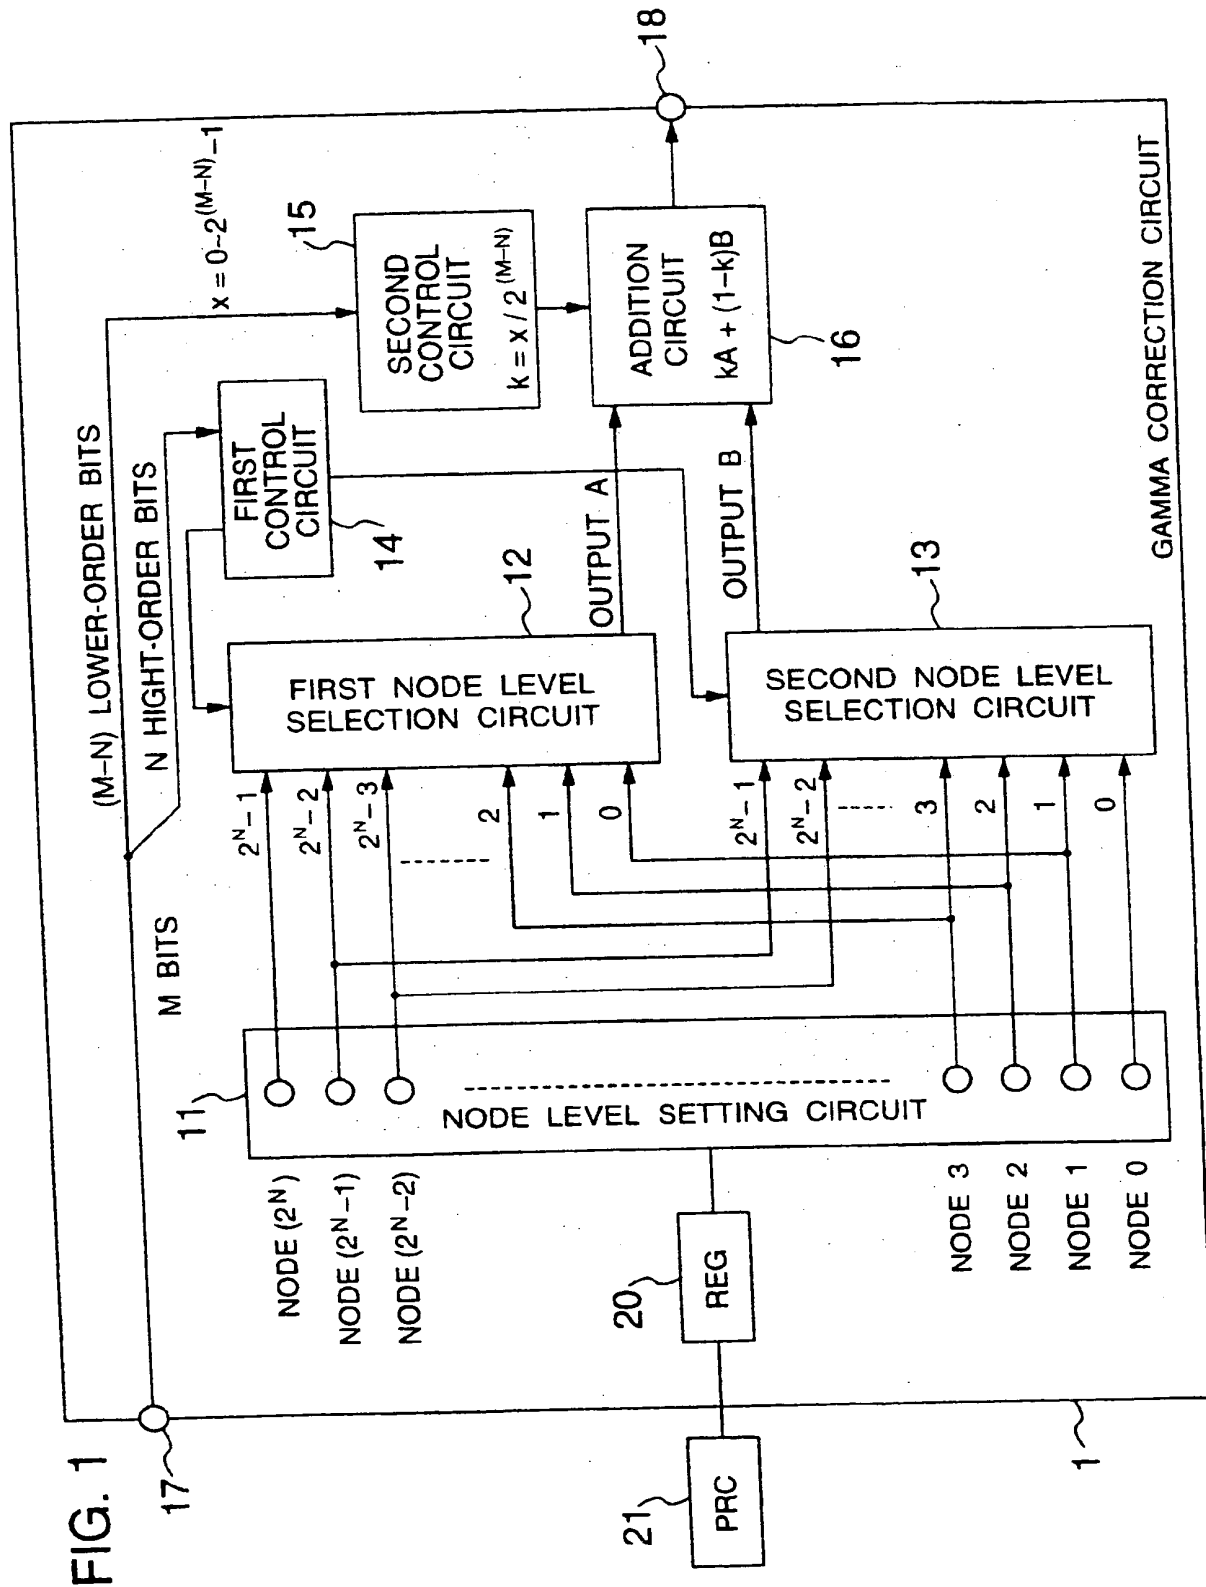 FIG. 1
17
M BITS
(M–N) LOWER-ORDER BITS
N HIGHT-ORDER BITS
x = 0~2^(M–N)–1
FIRST
CONTROL
CIRCUIT
14
15
SECOND
CONTROL
CIRCUIT
k = x / 2^(M–N)
11
NODE (2^N)
NODE (2^N–1)
NODE (2^N–2)
NODE 3
NODE 2
NODE 1
NODE 0
NODE LEVEL SETTING CIRCUIT
2^N–1
2^N–2
2^N–3
2
1
0
FIRST NODE LEVEL
SELECTION CIRCUIT
12
OUTPUT A
2^N–1
2^N–2
3
2
1
0
SECOND NODE LEVEL
SELECTION CIRCUIT
13
OUTPUT B
ADDITION
CIRCUIT
kA + (1–k)B
16
18
21
PRC
20
REG
1
GAMMA CORRECTION CIRCUIT